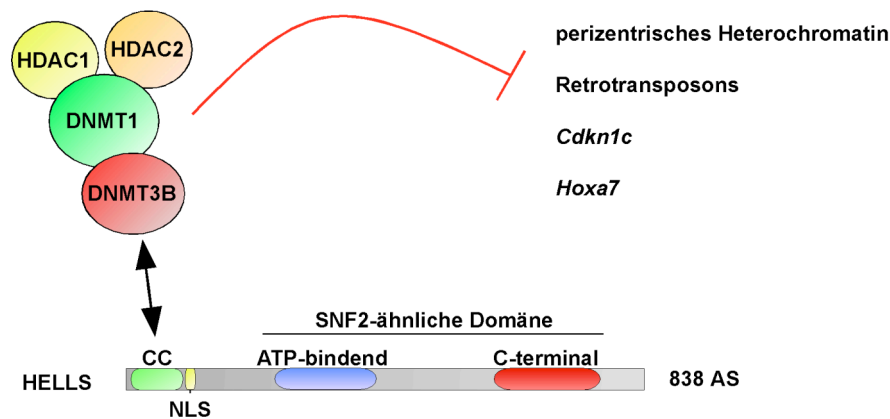 HDAC1
HDAC2
DNMT1
DNMT3B
perizentrisches Heterochromatin
Retrotransposons
Cdkn1c
Hoxa7
SNF2-ähnliche Domäne
CC
ATP-bindend
C-terminal
HELLS
838 AS
NLS